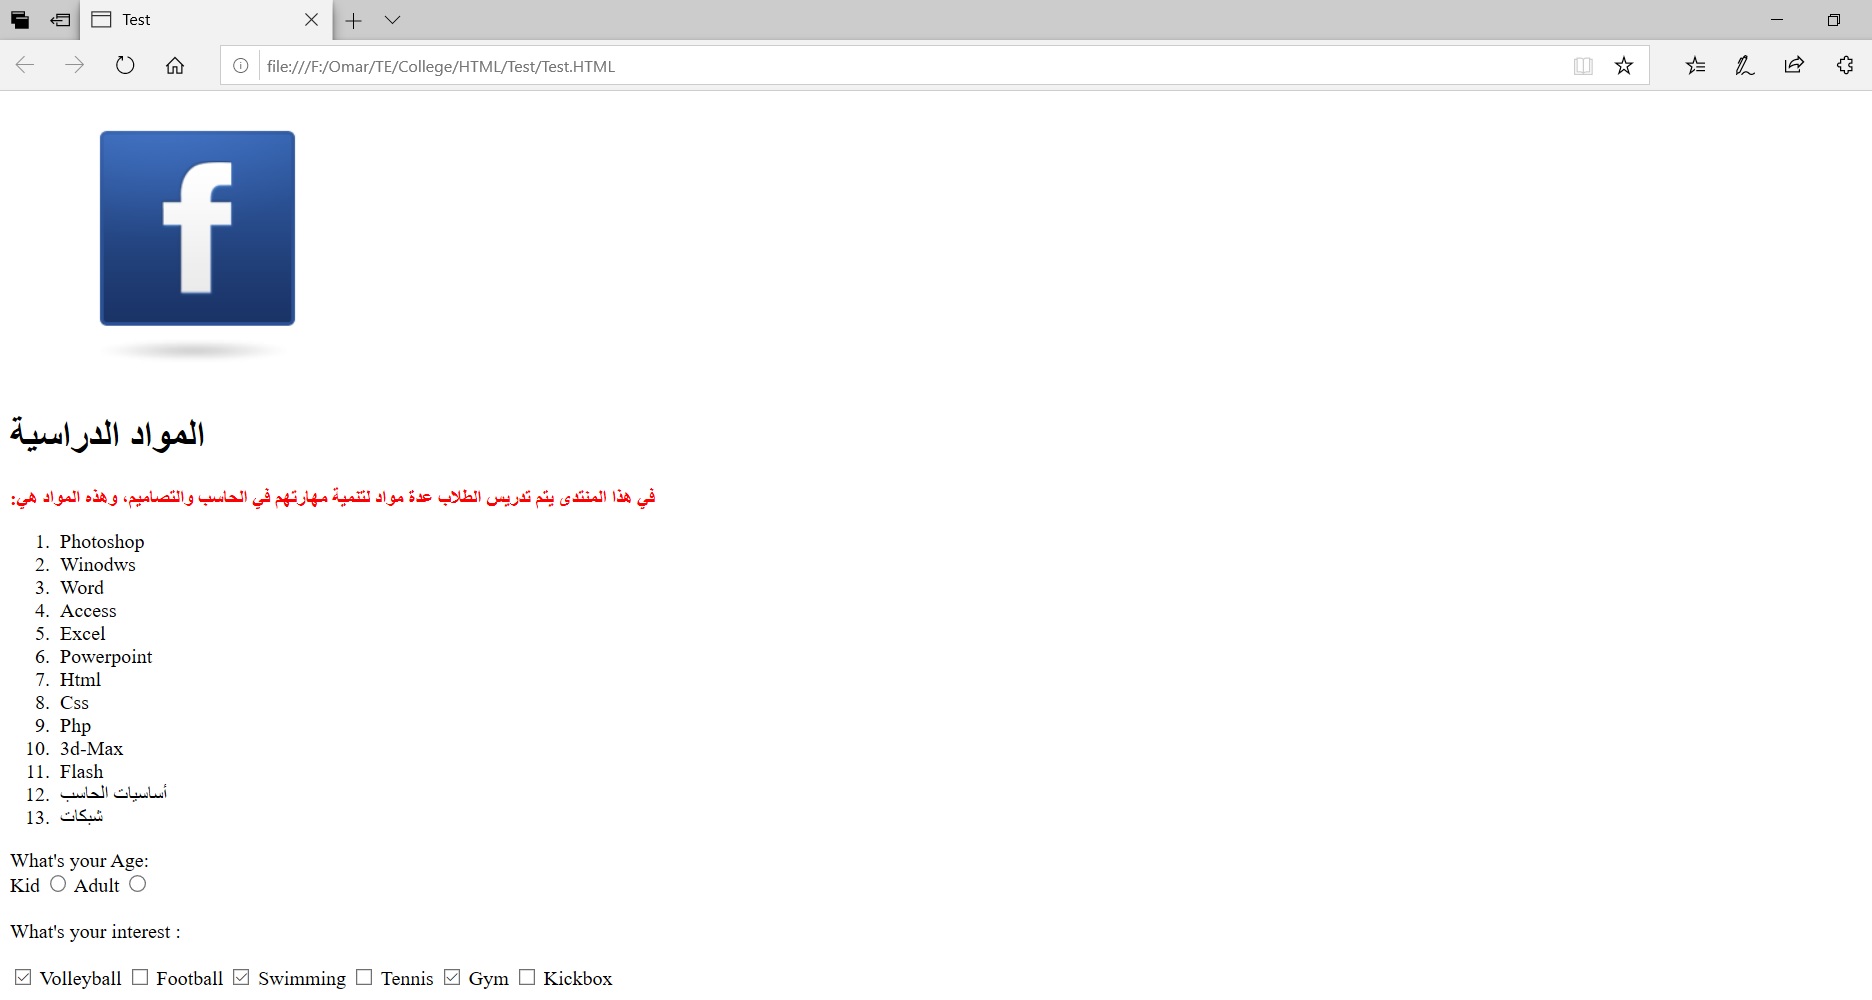 Test
file:///F:/Omar/TE/College/HTML/Test/Test.HTML
f
المواد الدراسية
في هذا المنتدى يتم تدريس الطلاب عدة مواد لتنمية مهارتهم في الحاسب والتصاميم، وهذه المواد هي:
1. Photoshop
2. Winodws
3. Word
4. Access
5. Excel
6. Powerpoint
7. Html
8. Css
9. Php
10. 3d-Max
11. Flash
12. أساسيات الحاسب
13. شبكات
What's your Age:
Kid Adult
What's your interest :
Volleyball Football Swimming Tennis Gym Kickbox